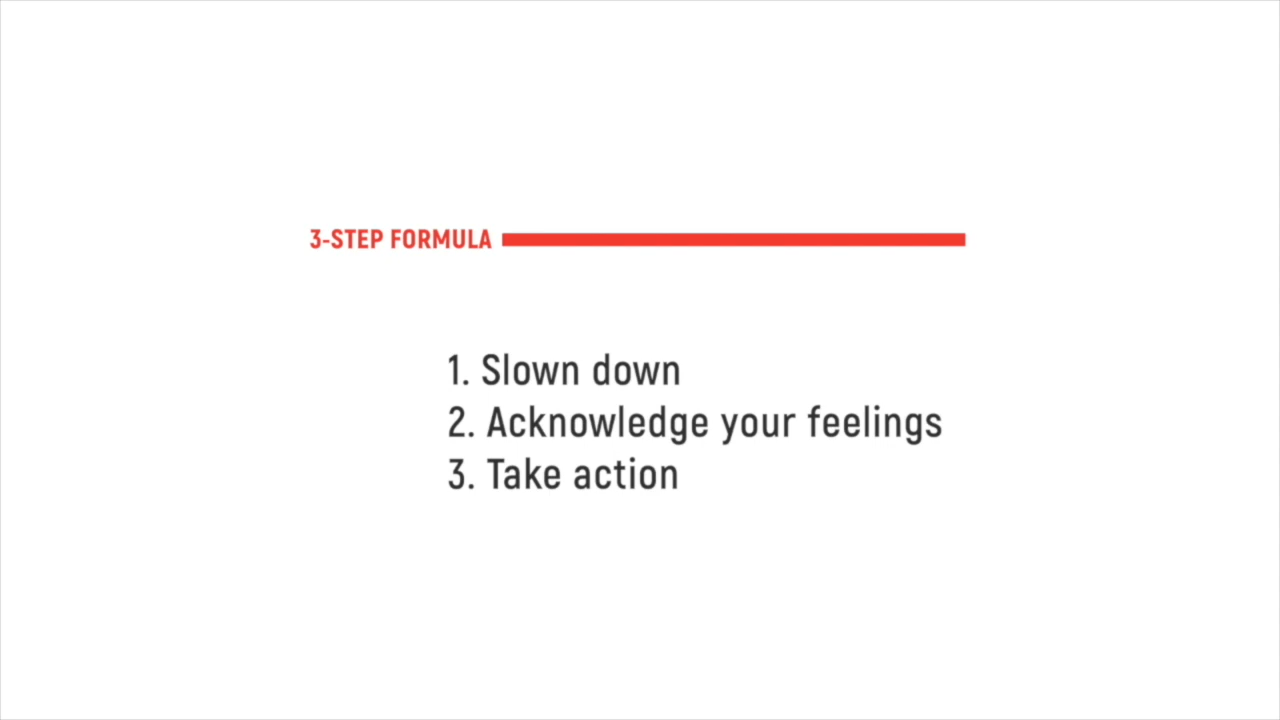 3-STEP FORMULA
1. Slown down
2. Acknowledge your feelings
3. Take action